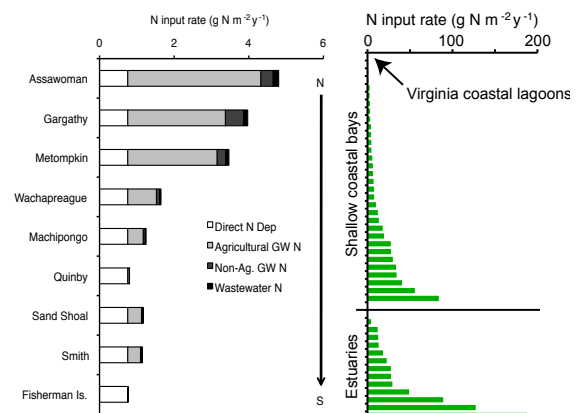 N input rate (g N m⁻² y⁻¹)
0 2 4 6
Assawoman
Gargathy
Metompkin
Wachapreague
Machipongo
Quinby
Sand Shoal
Smith
Fisherman Is.
Direct N Dep
Agricultural GW N
Non-Ag. GW N
Wastewater N
N
S
N input rate (g N m⁻² y⁻¹)
0 100 200
Virginia coastal lagoons
Shallow coastal bays
Estuaries